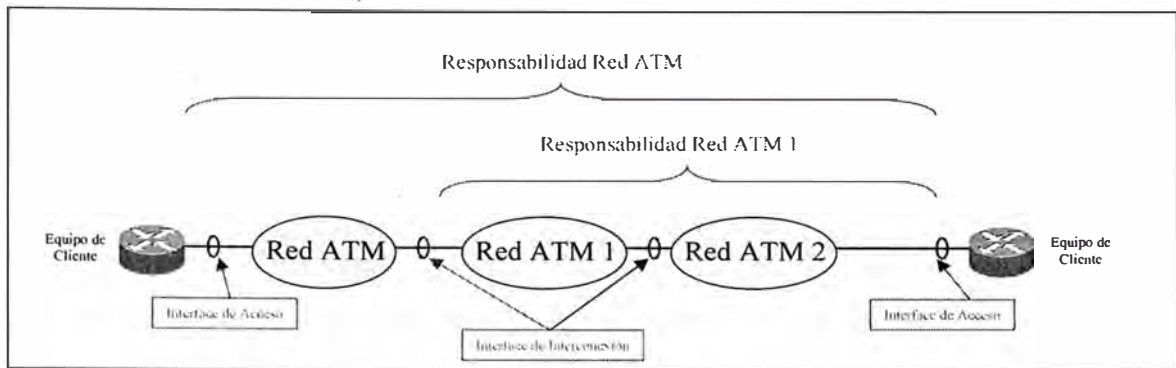 Responsabilidad Red ATM
Responsabilidad Red ATM 1
Equipo de
Cliente
Red ATM
Red ATM 1
Red ATM 2
Equipo de
Cliente
Interface de Acceso
Interface de Acceso
Interface de Interconexión